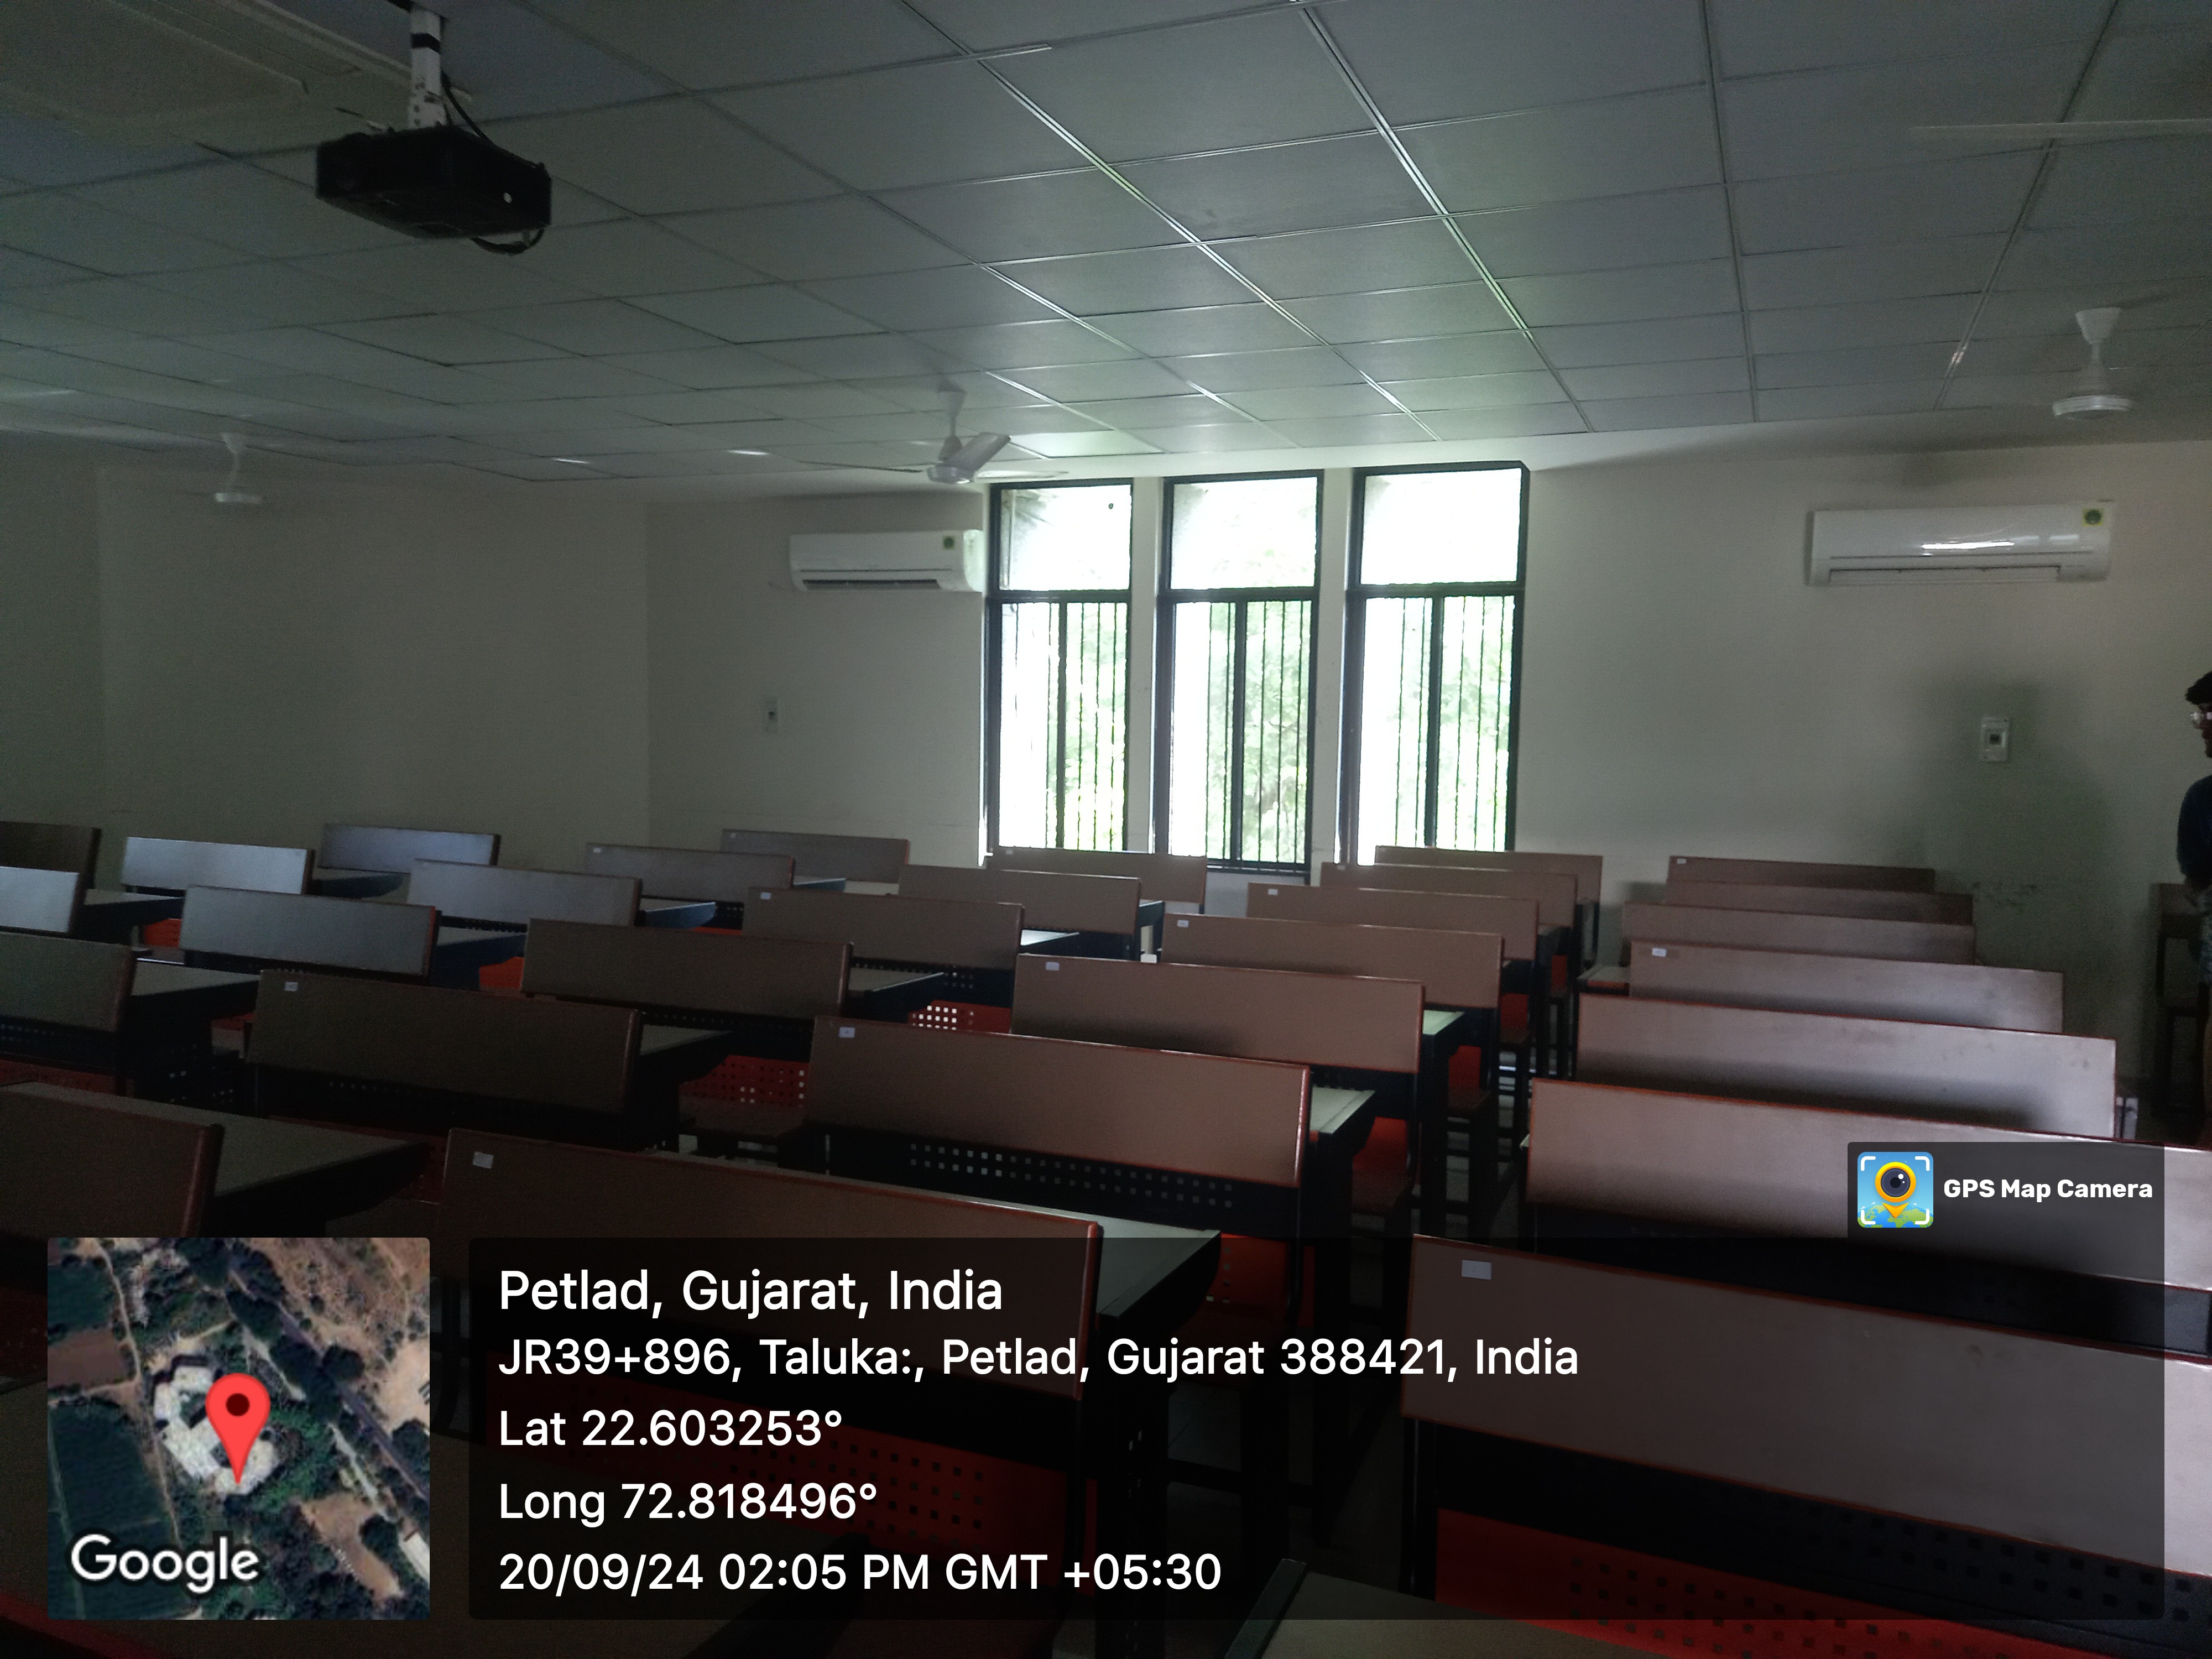 GPS Map Camera
Petlad, Gujarat, India
JR39+896, Taluka:, Petlad, Gujarat 388421, India
Lat 22.603253°
Long 72.818496°
20/09/24 02:05 PM GMT +05:30
Google